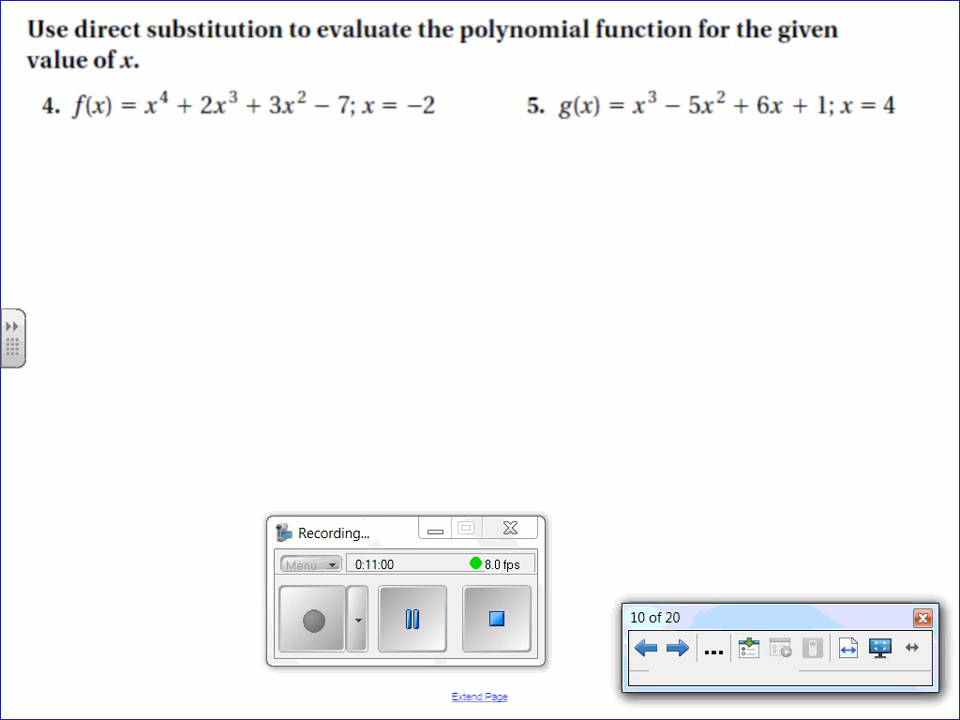 Use direct substitution to evaluate the polynomial function for the given
value of x.
4. f(x) = x⁴ + 2x³ + 3x² − 7; x = −2
5. g(x) = x³ − 5x² + 6x + 1; x = 4
Recording...
Menu
0:11:00
8.0 fps
10 of 20
...
Extend Page